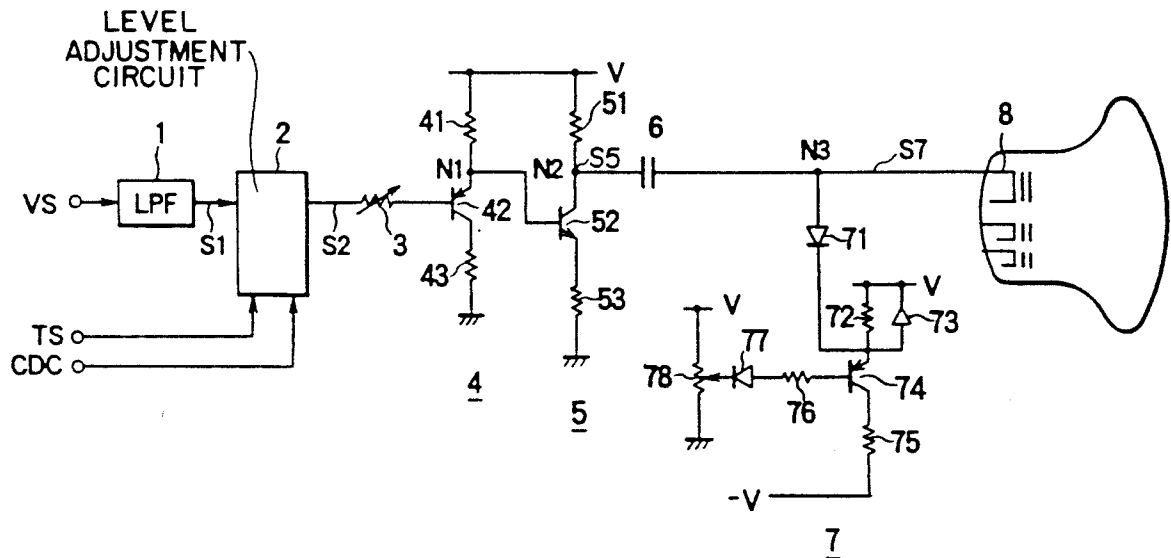 LEVEL
ADJUSTMENT
CIRCUIT
1
2
VS
LPF
S1
S2
3
TS
CDC
41
N1
42
43
4
V
51
N2
S5
52
53
5
6
N3
S7
8
71
V
72
73
V
77
78
76
74
75
-V
7